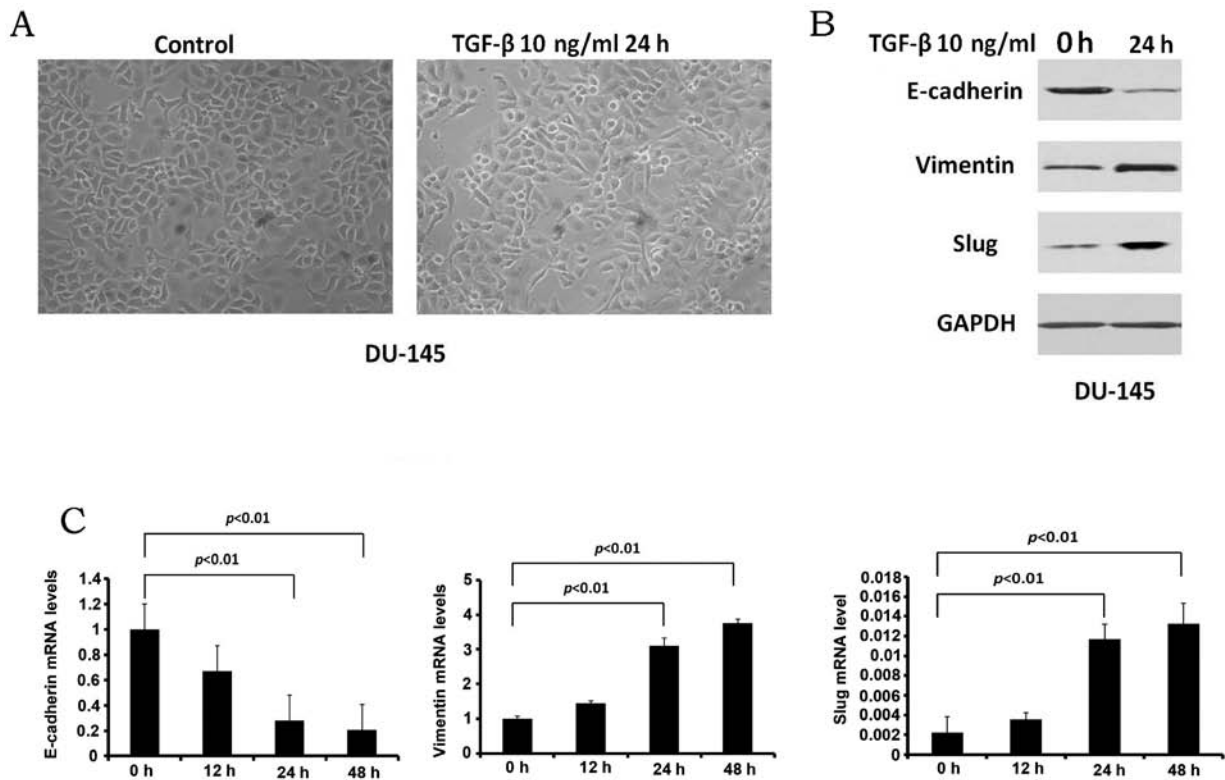 A
Control
TGF-β 10 ng/ml 24 h
DU-145
B
TGF-β 10 ng/ml 0 h 24 h
E-cadherin
Vimentin
Slug
GAPDH
DU-145
C
p<0.01
p<0.01
E-cadherin mRNA levels
1.4
1.2
1
0.8
0.6
0.4
0.2
0
0 h 12 h 24 h 48 h
p<0.01
p<0.01
Vimentin mRNA levels
5
4
3
2
1
0
0 h 12 h 24 h 48 h
p<0.01
p<0.01
Slug mRNA level
0.018
0.016
0.014
0.012
0.01
0.008
0.006
0.004
0.002
0
0 h 12 h 24 h 48 h